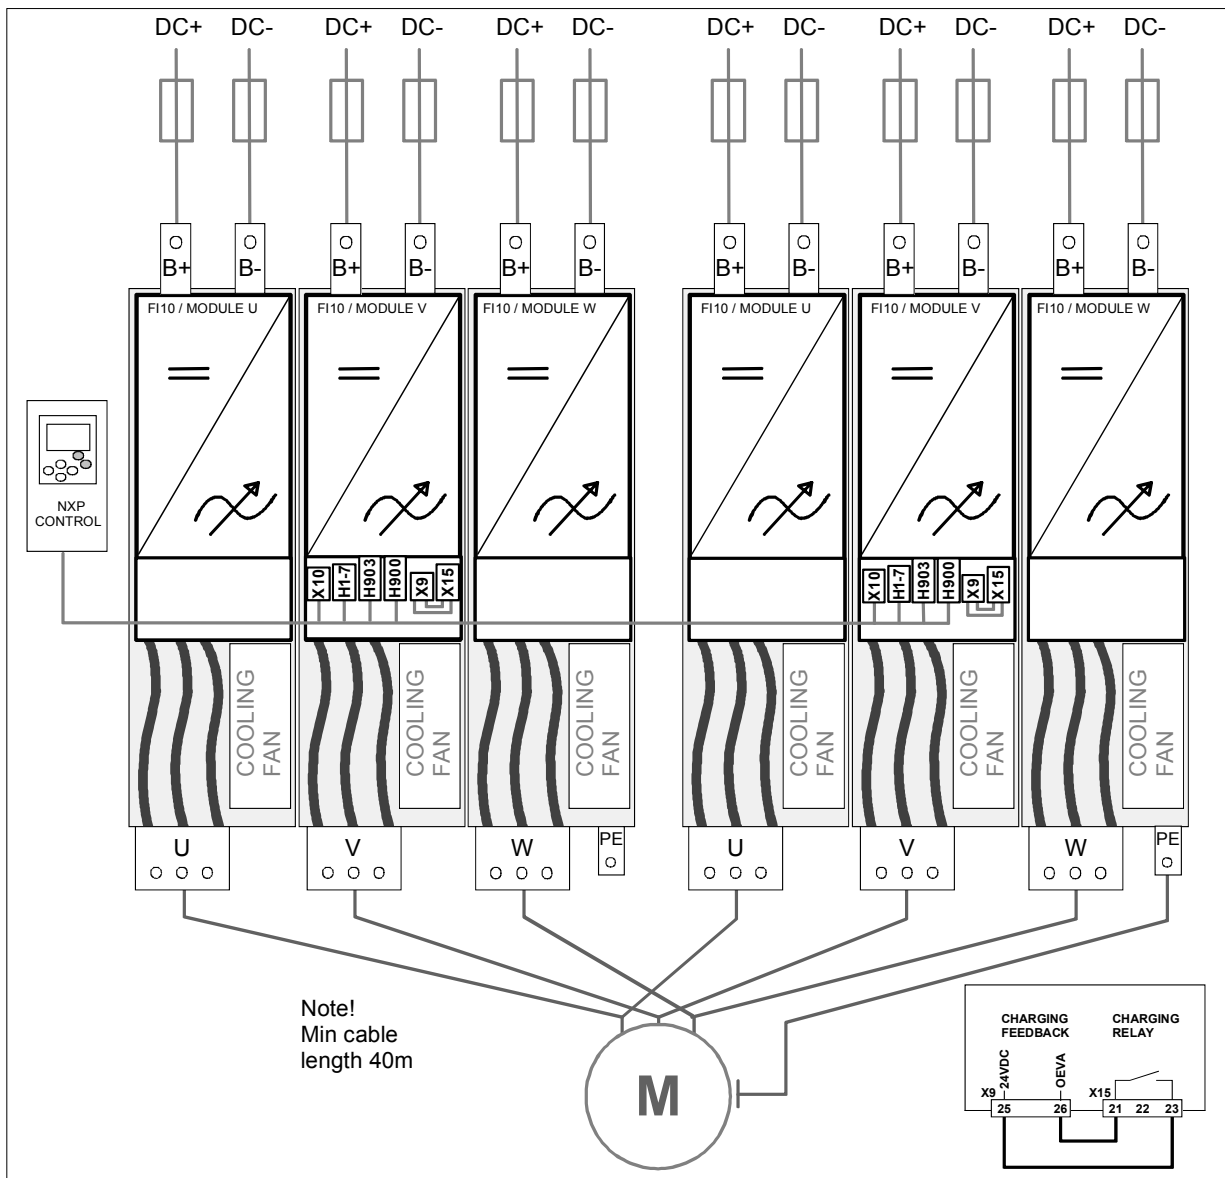 DC+ DC- DC+ DC- DC+ DC- DC+ DC- DC+ DC- DC+ DC-
B+ B- B+ B- B+ B- B+ B- B+ B- B+ B-
FI10 / MODULE U FI10 / MODULE V FI10 / MODULE W FI10 / MODULE U FI10 / MODULE V FI10 / MODULE W
NXP
CONTROL
X10 H1-7 H903 H900 X9 X15 X10 H1-7 H903 H900 X9 X15
COOLING
FAN
COOLING
FAN
COOLING
FAN
COOLING
FAN
COOLING
FAN
COOLING
FAN
U V W PE U V W PE
Note!
Min cable
length 40m
M
CHARGING
FEEDBACK
CHARGING
RELAY
24VDC OEVA
X9 X15
25 26 21 22 23